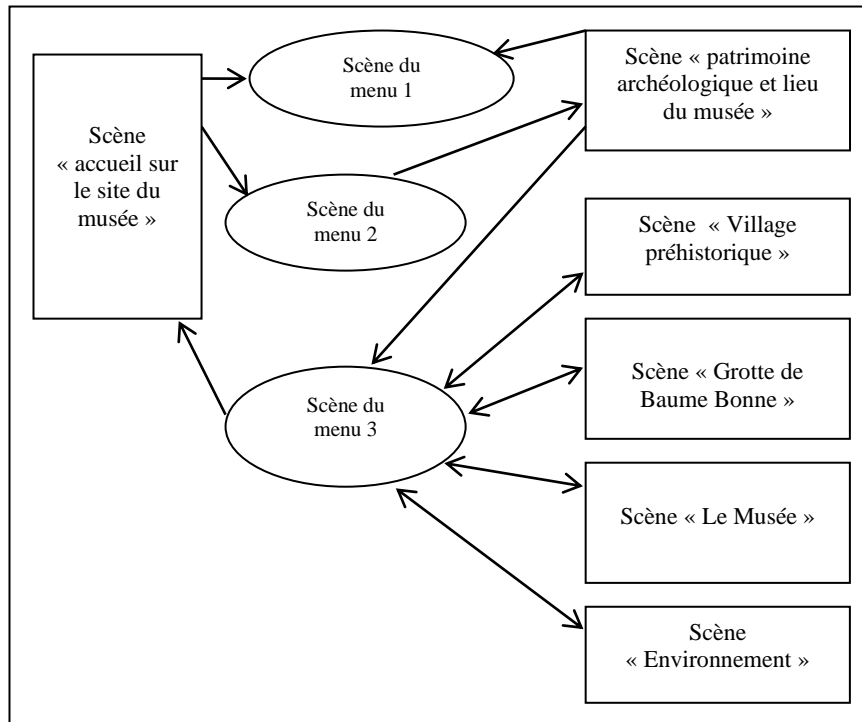 Scène
« accueil sur
le site du
musée »
Scène du
menu 1
Scène du
menu 2
Scène du
menu 3
Scène « patrimoine
archéologique et lieu
du musée »
Scène « Village
préhistorique »
Scène « Grotte de
Baume Bonne »
Scène « Le Musée »
Scène
« Environnement »